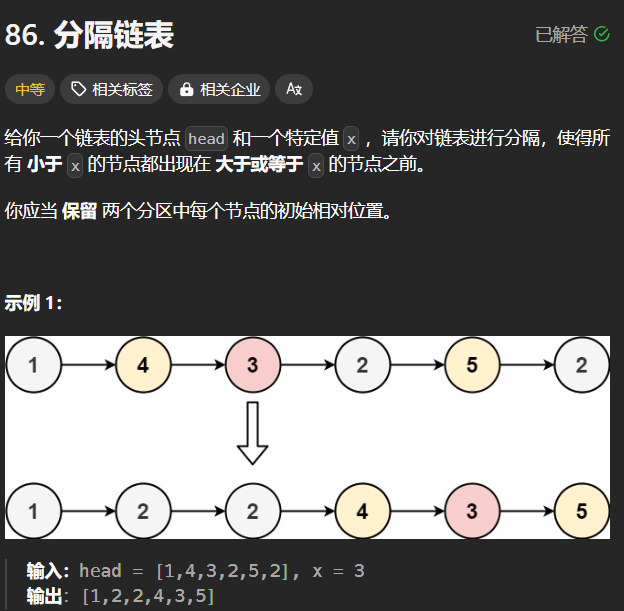 86. 分隔链表
已解答
中等 相关标签 相关企业 Aあ
给你一个链表的头节点 head 和一个特定值 x ，请你对链表进行分隔，使得所
有 小于 x 的节点都出现在 大于或等于 x 的节点之前。
你应当 保留 两个分区中每个节点的初始相对位置。
示例 1：
1 4 3 2 5 2
1 2 2 4 3 5
输入：head = [1,4,3,2,5,2], x = 3
输出：[1,2,2,4,3,5]